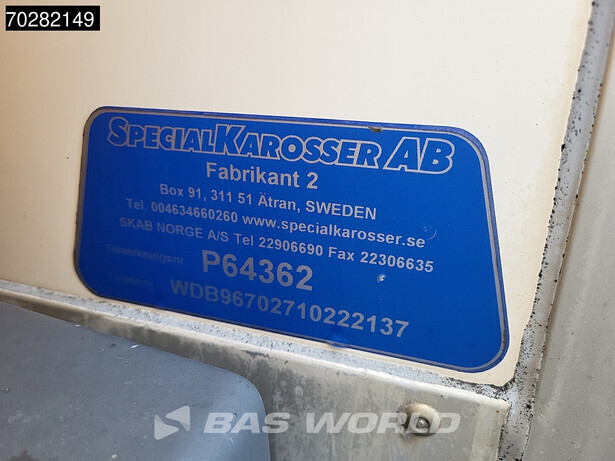 70282149
SPECIALKAROSSER AB
Fabrikant 2
Box 91, 311 51 Ätran, SWEDEN
Tel. 004634660260 www.specialkarosser.se
SKAB NORGE A/S Tel 22906690 Fax 22306635
Tillverkningsnr P64362
WDB96702710222137
BAS WORLD